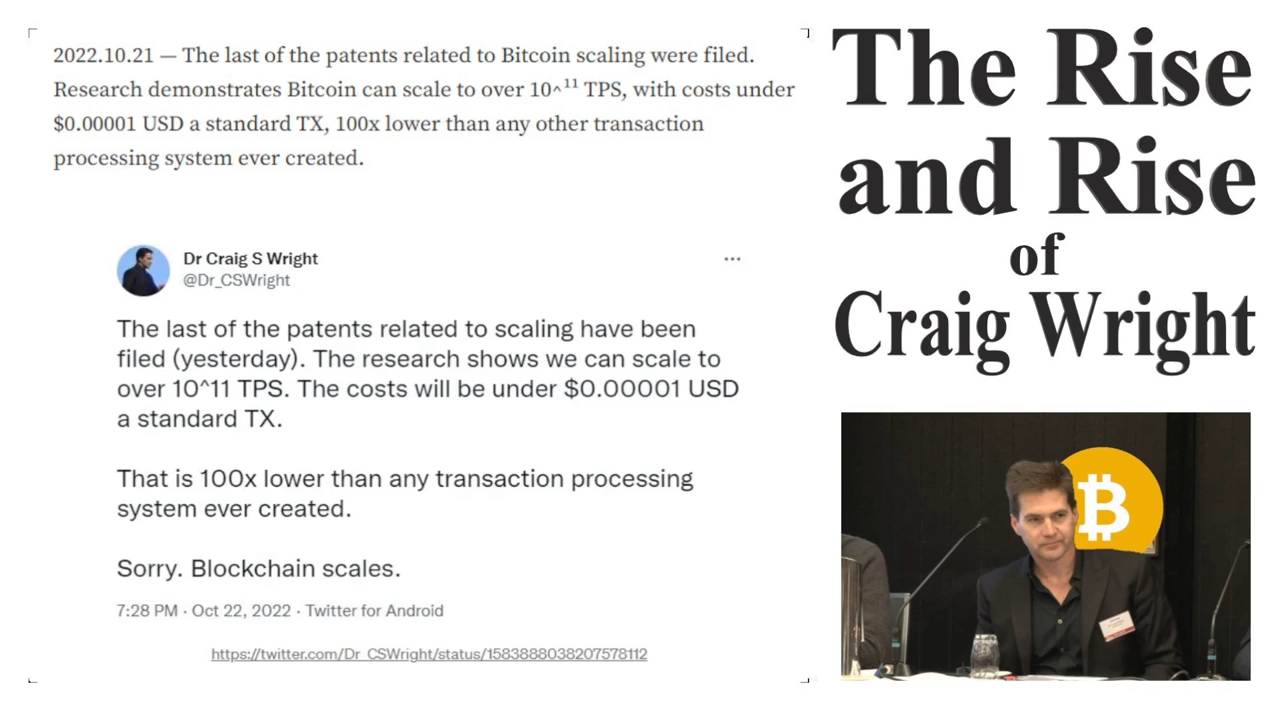 2022.10.21 — The last of the patents related to Bitcoin scaling were filed.
Research demonstrates Bitcoin can scale to over 10^¹¹ TPS, with costs under
$0.00001 USD a standard TX, 100x lower than any other transaction
processing system ever created.
Dr Craig S Wright
@Dr_CSWright
The last of the patents related to scaling have been
filed (yesterday). The research shows we can scale to
over 10^11 TPS. The costs will be under $0.00001 USD
a standard TX.
That is 100x lower than any transaction processing
system ever created.
Sorry. Blockchain scales.
7:28 PM · Oct 22, 2022 · Twitter for Android
https://twitter.com/Dr_CSWright/status/1583888038207578112
The Rise
and Rise
of
Craig Wright